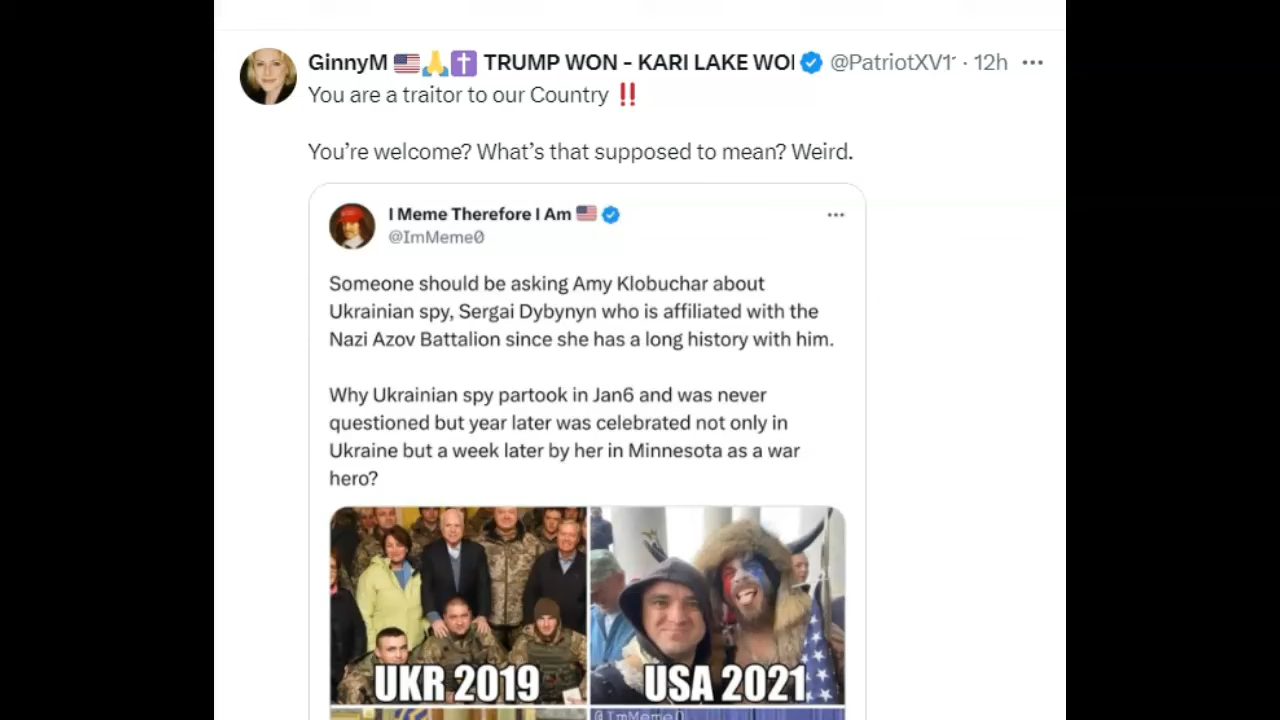 GinnyM 🇺🇸🙏✝️ TRUMP WON - KARI LAKE WO @PatriotXV1 · 12h ...
You are a traitor to our Country ‼️
You're welcome? What's that supposed to mean? Weird.
I Meme Therefore I Am 🇺🇸
@ImMeme0
Someone should be asking Amy Klobuchar about
Ukrainian spy, Sergai Dybynyn who is affiliated with the
Nazi Azov Battalion since she has a long history with him.
Why Ukrainian spy partook in Jan6 and was never
questioned but year later was celebrated not only in
Ukraine but a week later by her in Minnesota as a war
hero?
UKR 2019
USA 2021
@ImMeme0